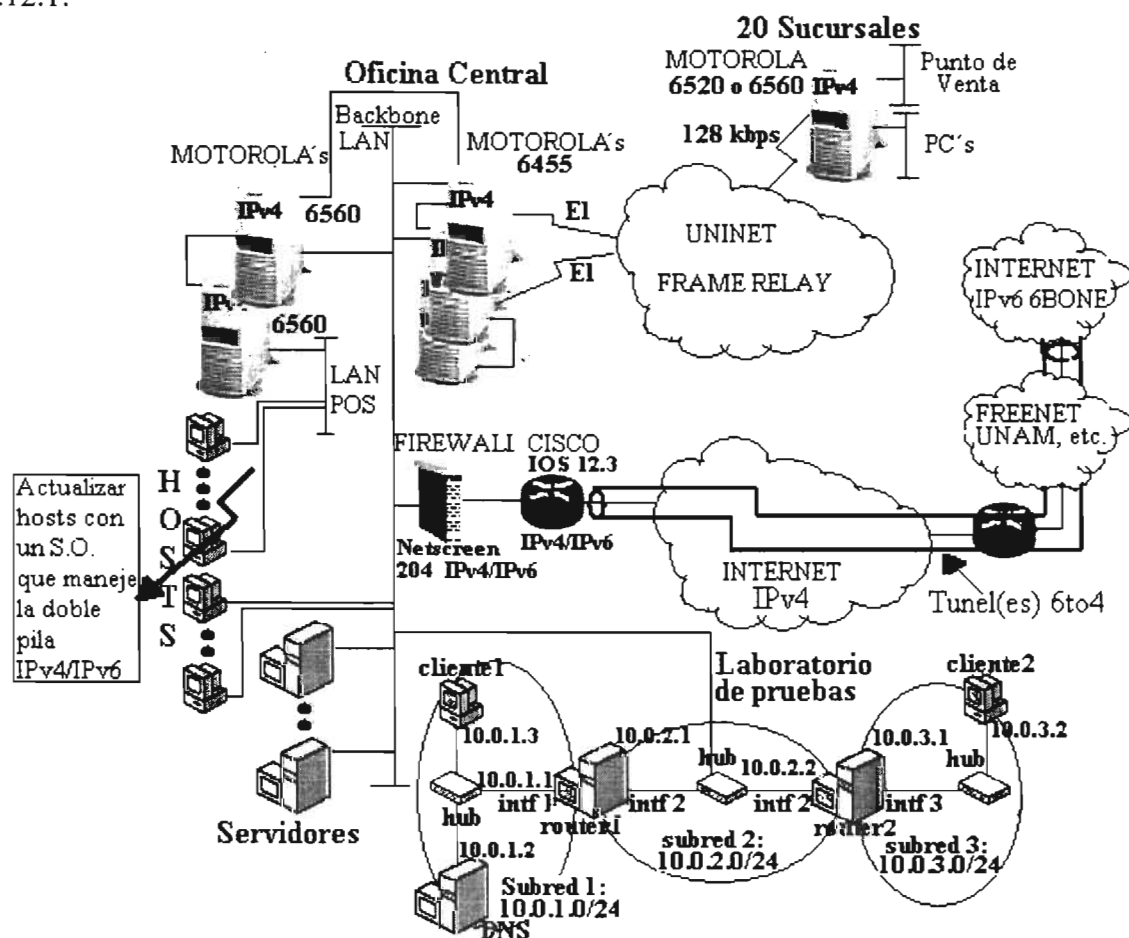 .12.1.
20 Sucursales
MOTOROLA
6520 o 6560 IPv4
Punto de
Venta
128 kbps
PC's
Oficina Central
Backbone
LAN
MOTOROLA's
6455
MOTOROLA's
IPv4
6560
IPv4
E1
E1
UNINET
FRAME RELAY
INTERNET
IPv6 6BONE
6560
LAN
POS
FREENET
UNAM, etc.
FIREWALL CISCO
IOS 12.3
IPv4/IPv6
Netscreen
204 IPv4/IPv6
INTERNET
IPv4
Tunel(es) 6to4
Actualizar
hosts con
un S.O.
que maneje
la doble
pila
IPv4/IPv6
H
O
S
T
S
Servidores
Laboratorio
de pruebas
cliente1
10.0.1.3
10.0.1.1
intf 1
hub
router1
10.0.1.2
DNS
Subred 1:
10.0.1.0/24
10.0.2.1
intf 2
hub
10.0.2.2
intf 2
router2
subred 2:
10.0.2.0/24
cliente2
10.0.3.2
10.0.3.1
hub
intf 3
subred 3:
10.0.3.0/24